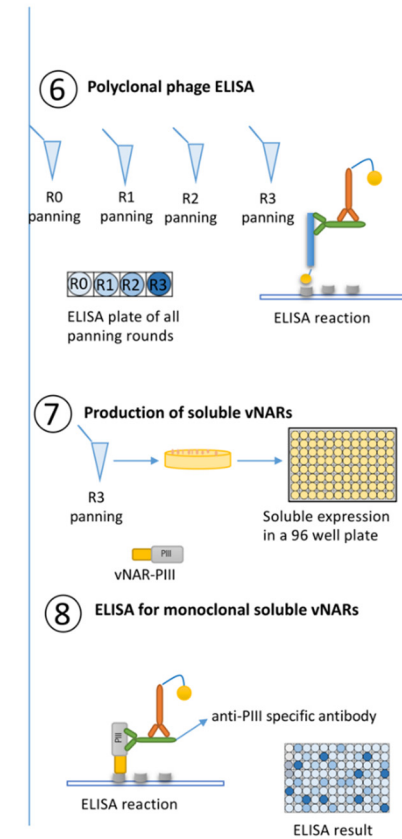 6 Polyclonal phage ELISA
R0 R1 R2 R3
panning panning panning panning
R0 R1 R2 R3
ELISA plate of all
panning rounds
ELISA reaction
7 Production of soluble vNARs
R3
panning
Soluble expression
in a 96 well plate
PIII
vNAR-PIII
8 ELISA for monoclonal soluble vNARs
anti-PIII specific antibody
PIII
ELISA reaction
ELISA result